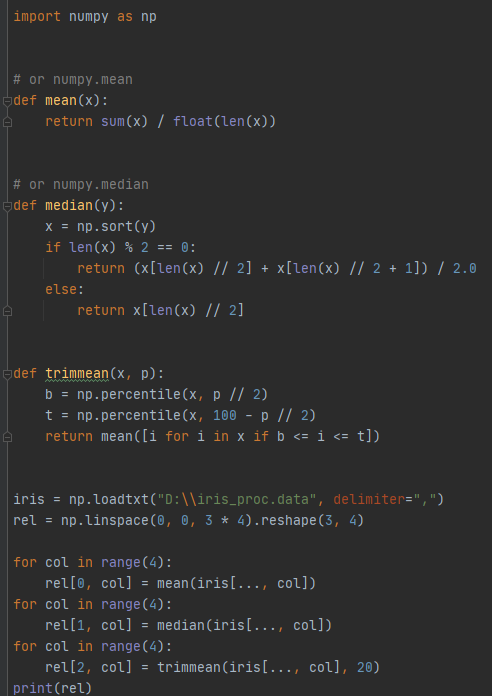 import numpy as np
# or numpy.mean
def mean(x):
    return sum(x) / float(len(x))
# or numpy.median
def median(y):
    x = np.sort(y)
    if len(x) % 2 == 0:
        return (x[len(x) // 2] + x[len(x) // 2 + 1]) / 2.0
    else:
        return x[len(x) // 2]
def trimmean(x, p):
    b = np.percentile(x, p // 2)
    t = np.percentile(x, 100 - p // 2)
    return mean([i for i in x if b <= i <= t])
iris = np.loadtxt("D:\\iris_proc.data", delimiter=",")
rel = np.linspace(0, 0, 3 * 4).reshape(3, 4)
for col in range(4):
    rel[0, col] = mean(iris[..., col])
for col in range(4):
    rel[1, col] = median(iris[..., col])
for col in range(4):
    rel[2, col] = trimmean(iris[..., col], 20)
print(rel)